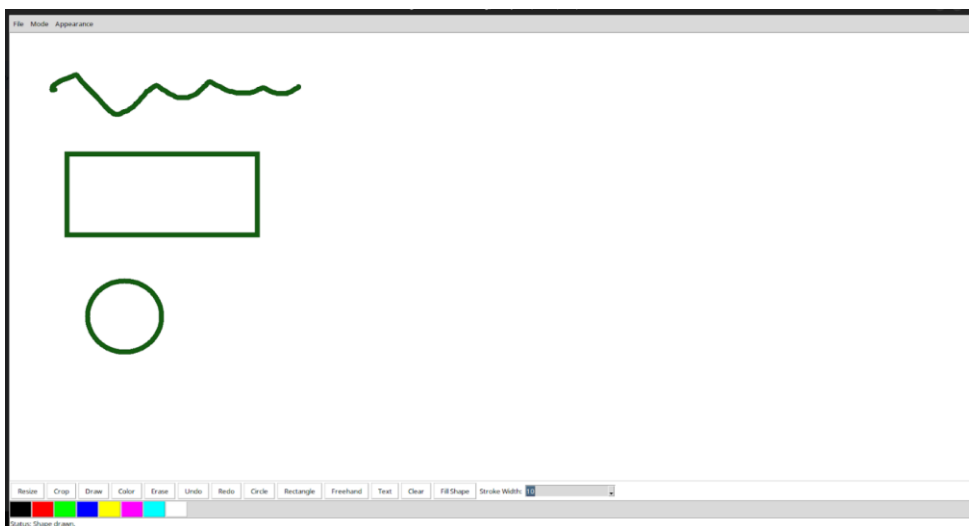 File Mode Appearance
Resize Crop Draw Color Erase Undo Redo Circle Rectangle Freehand Text Clear Fill Shape Stroke Width: 10
Status: Shape drawn.